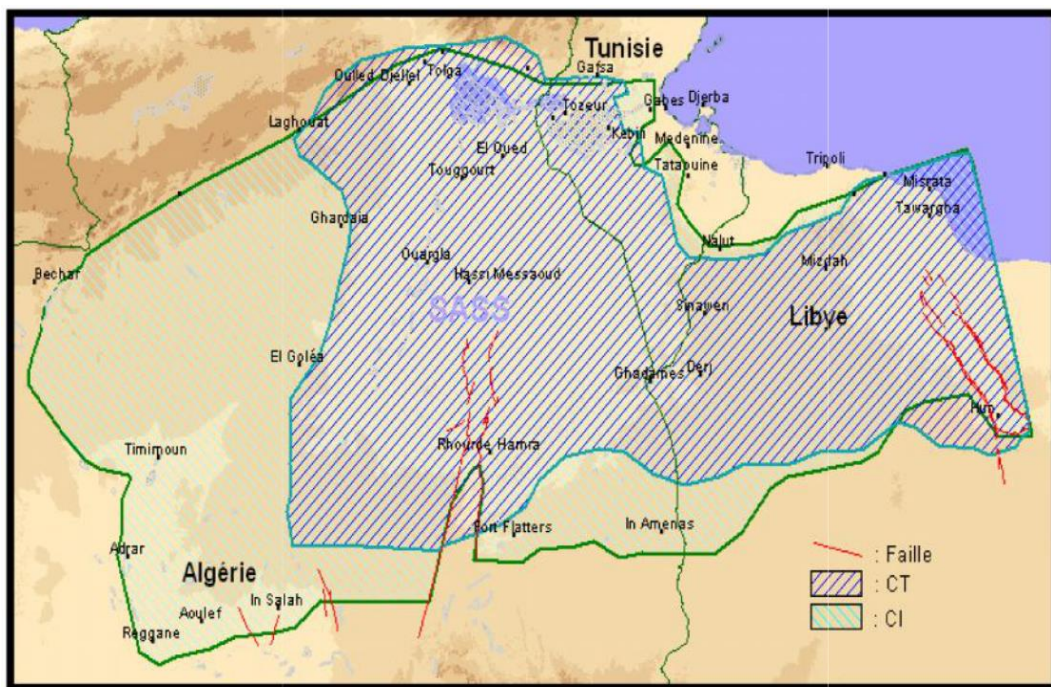 Tunisie
Gafsa
Ouled Djellel
Tolga
Gabes
Djerba
Tozeur
Laghouat
Kebili
Medenine
El Oued
Tripoli
Touggourt
Tataouine
Misrata
Tawargha
Ghardaia
Nalut
Ouargla
Mizdah
Bechar
Hassi Messaoud
SASS
Sinawen
Libye
El Goléa
Ghadames
Derj
Hun
Timimoun
Rhourde Hamra
Fort Flatters
In Amenas
Adrar
: Faille
Algérie
: CT
In Salah
Aoulef
: CI
Reggane